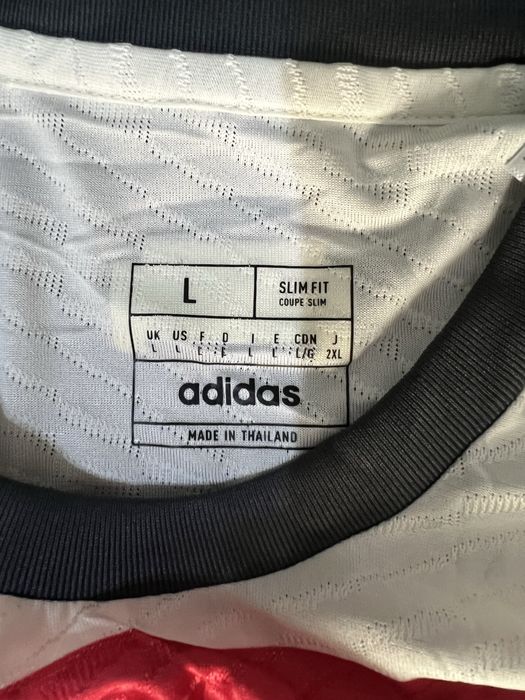 L
SLIM FIT
COUPE SLIM
UK US F D I E CDN J
L L L L L L L/G 2XL
adidas
MADE IN THAILAND